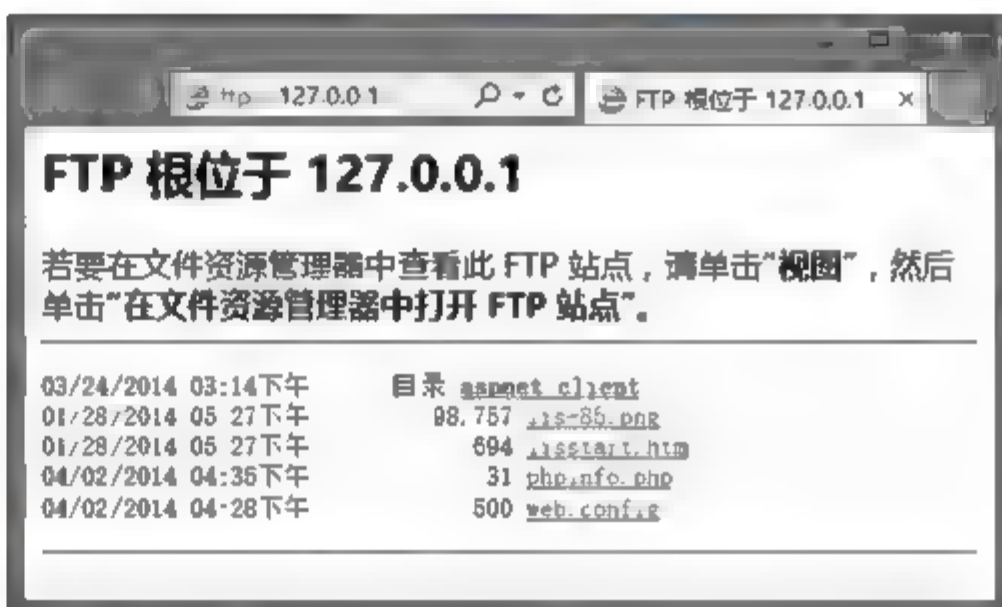 127.0.0.1
FTP 根位于 127.0.0.1
FTP 根位于 127.0.0.1
若要在文件资源管理器中查看此 FTP 站点，请单击“视图”，然后
单击“在文件资源管理器中打开 FTP 站点”。
03/24/2014 03:14下午 目录 aspnet_client
01/28/2014 05:27下午 98,757 iis-85.png
01/28/2014 05:27下午 694 iisstart.htm
04/02/2014 04:35下午 31 phpinfo.php
04/02/2014 04:28下午 500 web.config